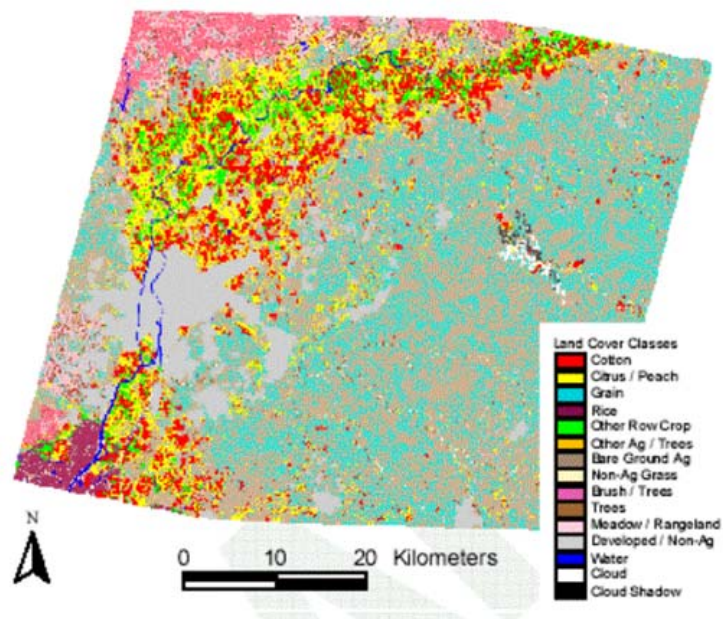 Land Cover Classes
Cotton
Citrus / Peach
Grain
Rice
Other Row Crop
Other Ag / Trees
Bare Ground Ag
Non-Ag Grass
Brush / Trees
Trees
Meadow / Rangeland
Developed / Non-Ag
Water
Cloud
Cloud Shadow
N
0 10 20 Kilometers